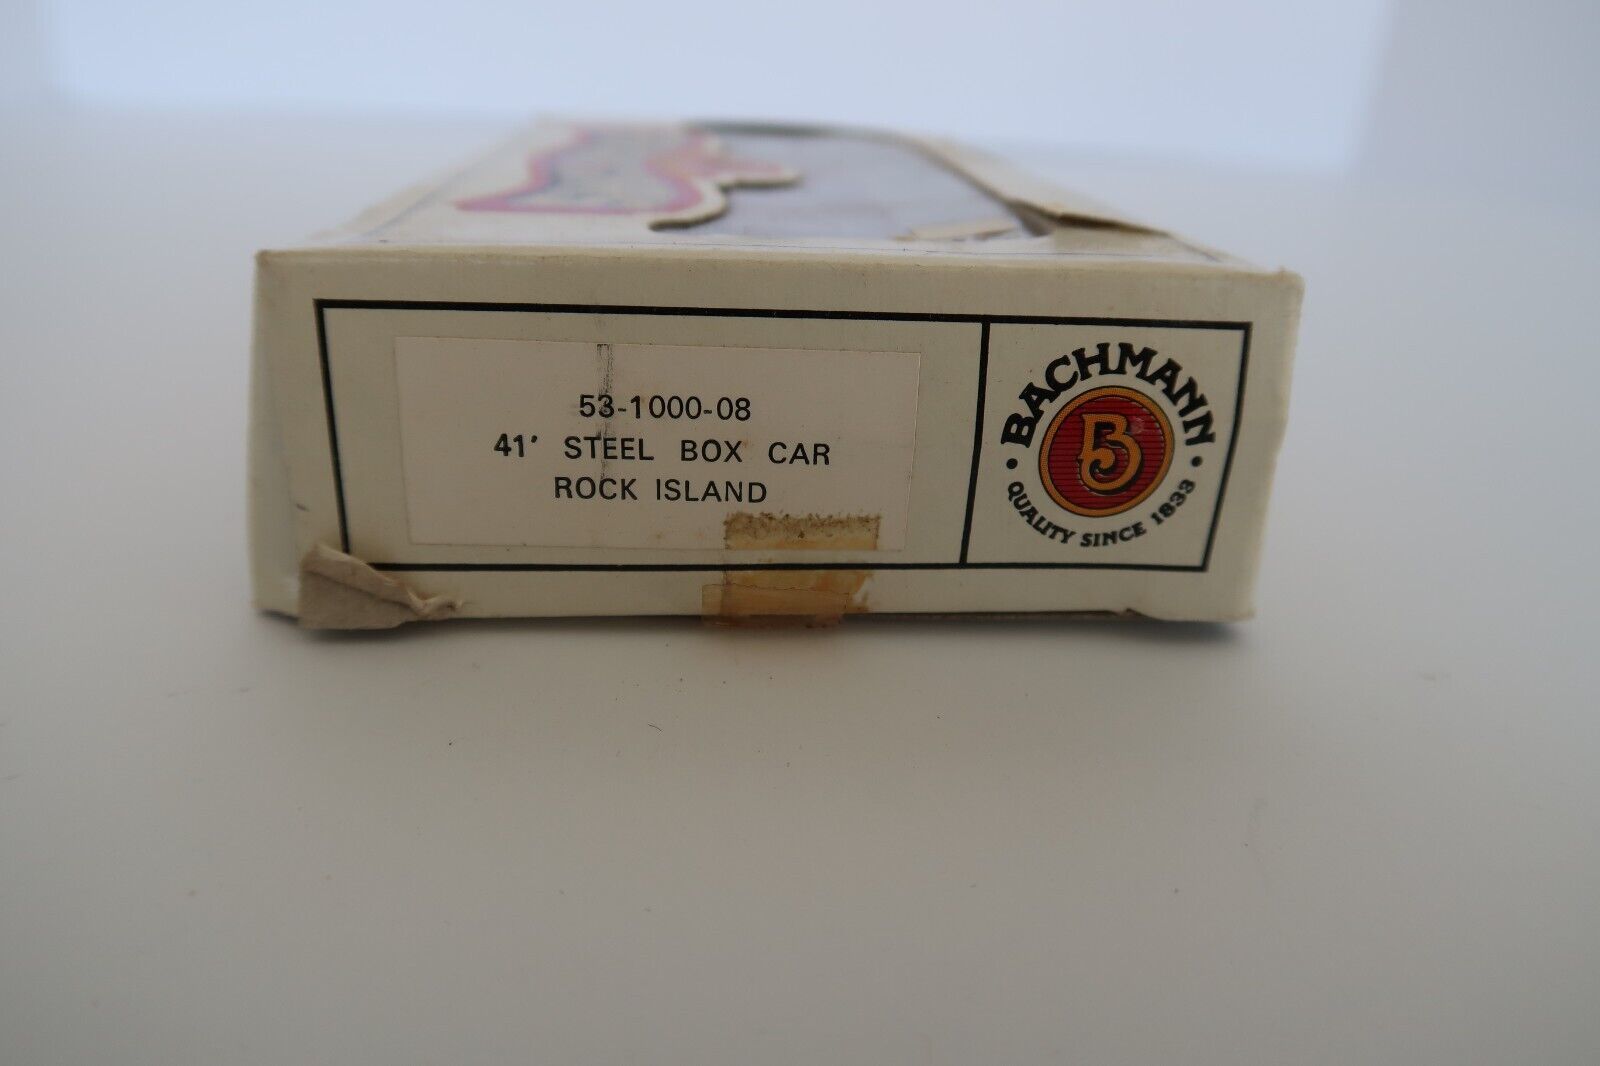 53-1000-08
41' STEEL BOX CAR
ROCK ISLAND
BACHMANN
B
• QUALITY SINCE 1833 •